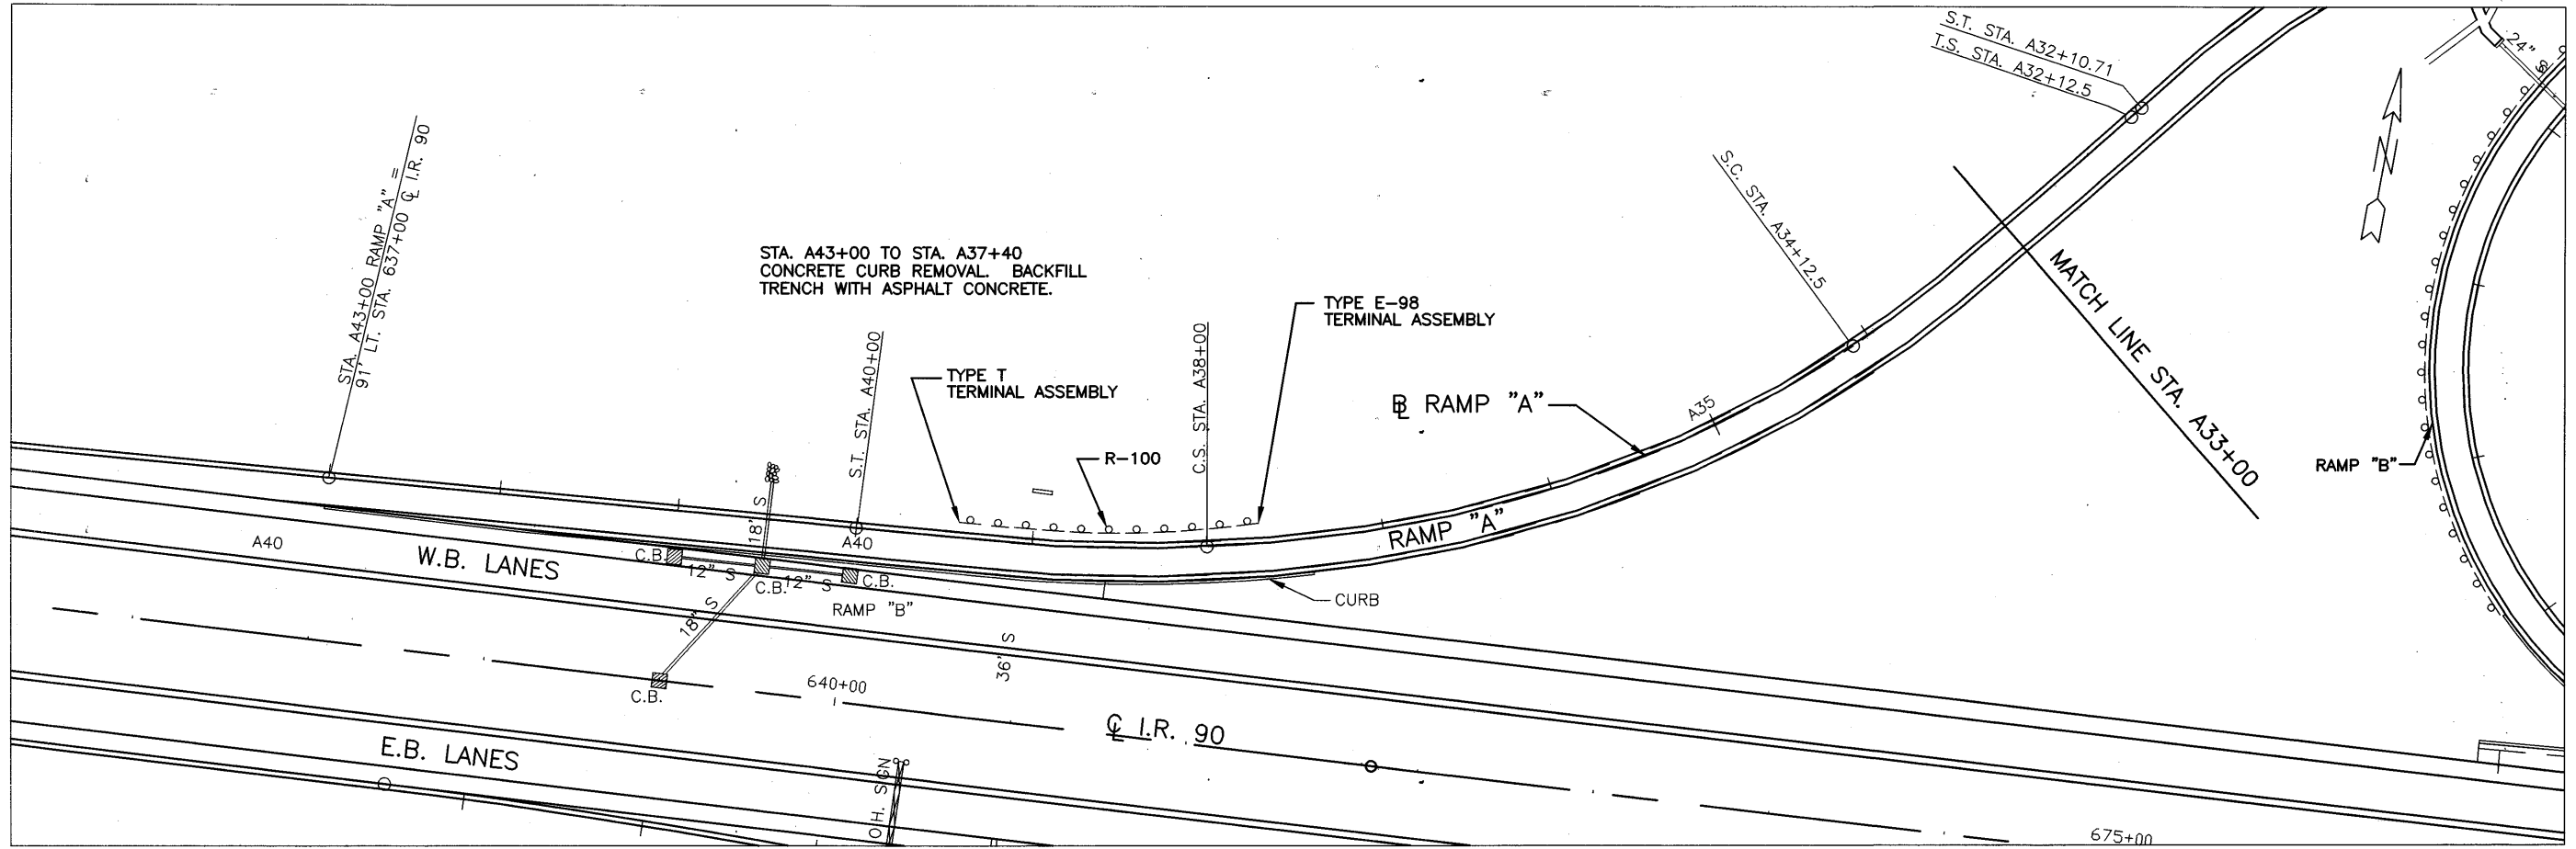 S.T. STA. A32+10.71
T.S. STA. A32+12.5
24"
STA. A43+00 RAMP "A" =
91' LT. STA. 637+00 ℄ I.R. 90
S.C. STA. A34+12.5
STA. A43+00 TO STA. A37+40
CONCRETE CURB REMOVAL. BACKFILL
TRENCH WITH ASPHALT CONCRETE.
MATCH LINE STA. A33+00
TYPE E-98
TERMINAL ASSEMBLY
S.T. STA. A40+00
C.S. STA. A38+00
TYPE T
TERMINAL ASSEMBLY
BL RAMP "A"
A35
R-100
RAMP "B"
18' S
RAMP "A"
A40
A40
W.B. LANES
C.B.
12" S
C.B.
12" S
C.B.
CURB
RAMP "B"
18" S
36' S
C.B.
640+00
℄ I.R. 90
E.B. LANES
O.H. SIGN
675+00